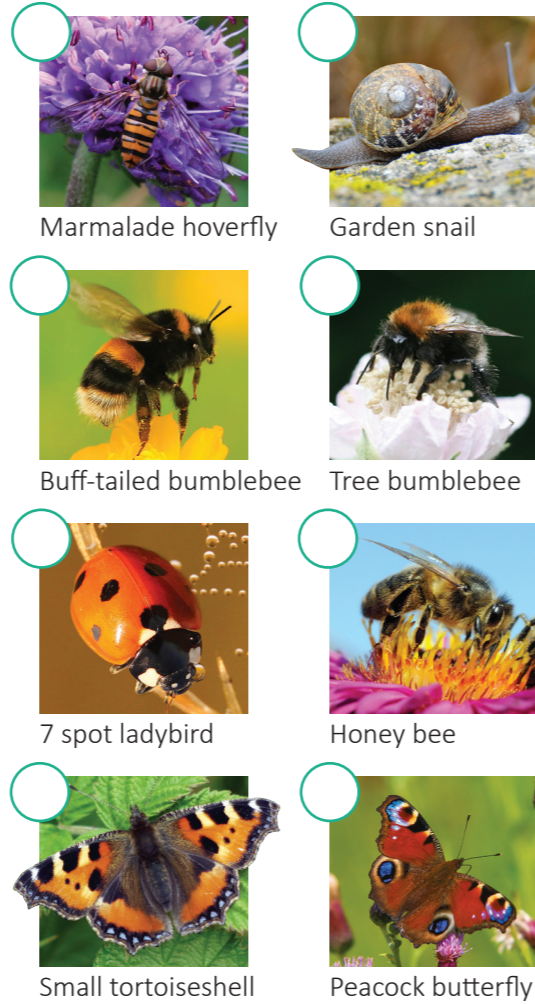 Marmalade hoverfly
Garden snail
Buff-tailed bumblebee
Tree bumblebee
7 spot ladybird
Honey bee
Small tortoiseshell
Peacock butterfly